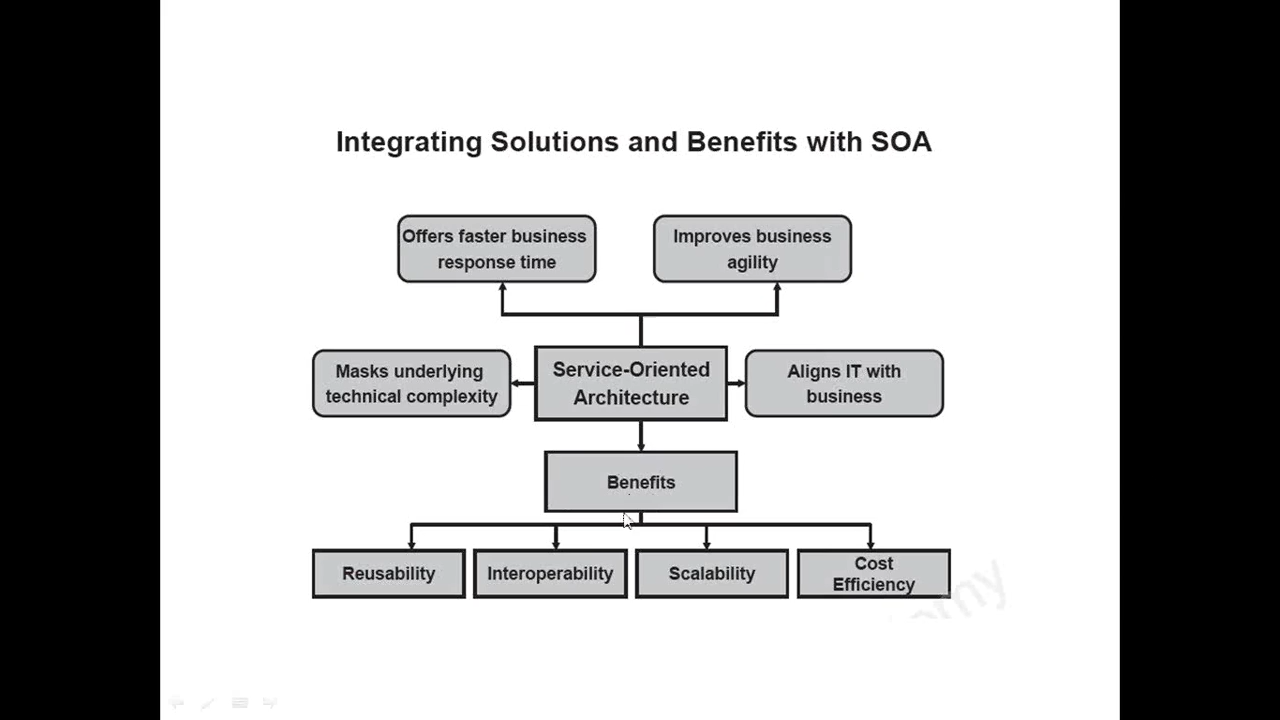 Integrating Solutions and Benefits with SOA
Offers faster business
response time
Improves business
agility
Masks underlying
technical complexity
Service-Oriented
Architecture
Aligns IT with
business
Benefits
Reusability
Interoperability
Scalability
Cost
Efficiency